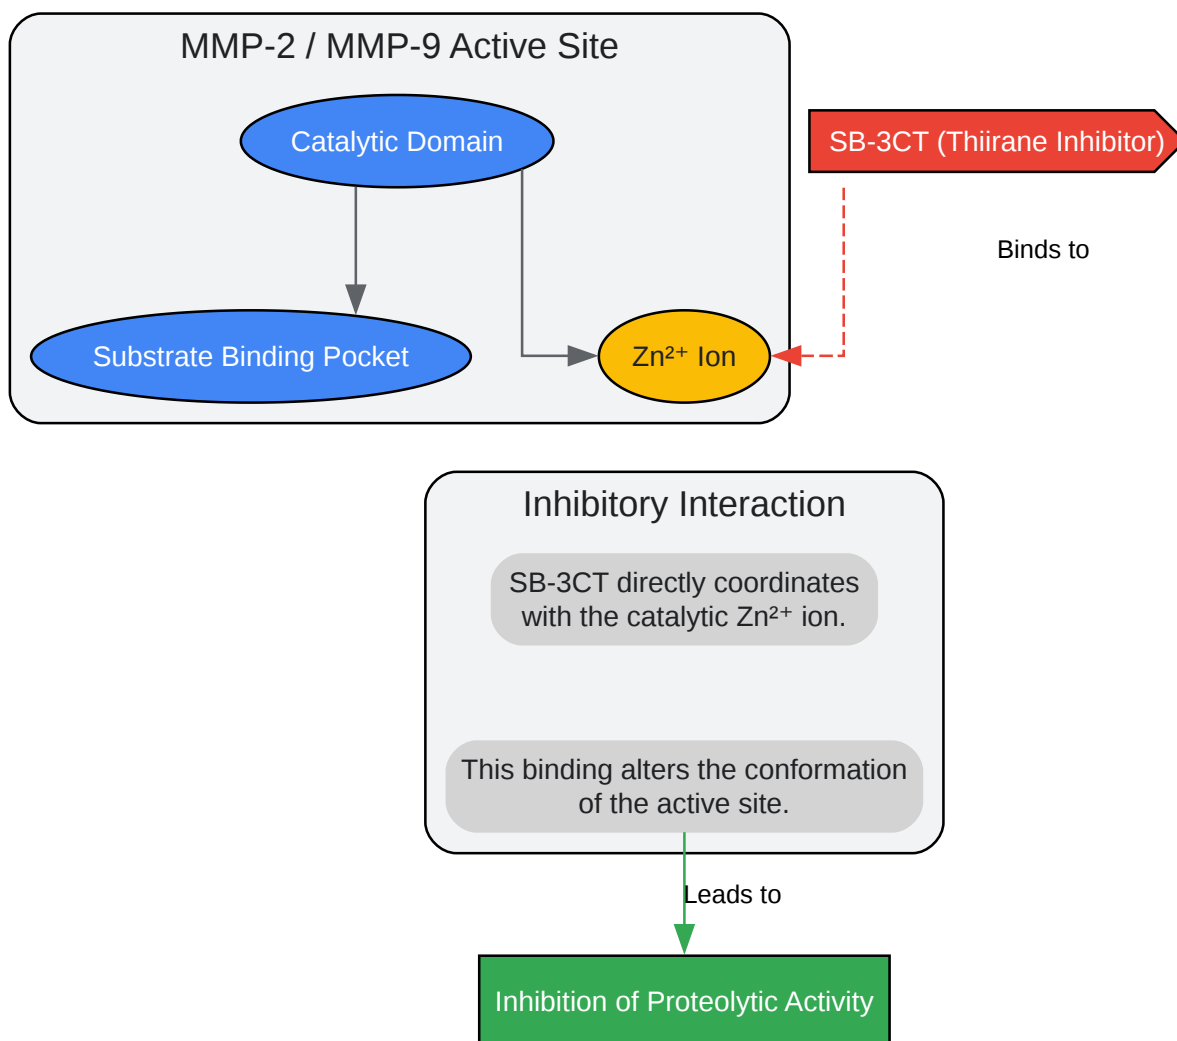 MMP-2 / MMP-9 Active Site
Catalytic Domain
SB-3CT (Thiirane Inhibitor)
Binds to
Substrate Binding Pocket
Zn²⁺ Ion
Inhibitory Interaction
SB-3CT directly coordinates
with the catalytic Zn²⁺ ion.
This binding alters the conformation
of the active site.
Leads to
Inhibition of Proteolytic Activity